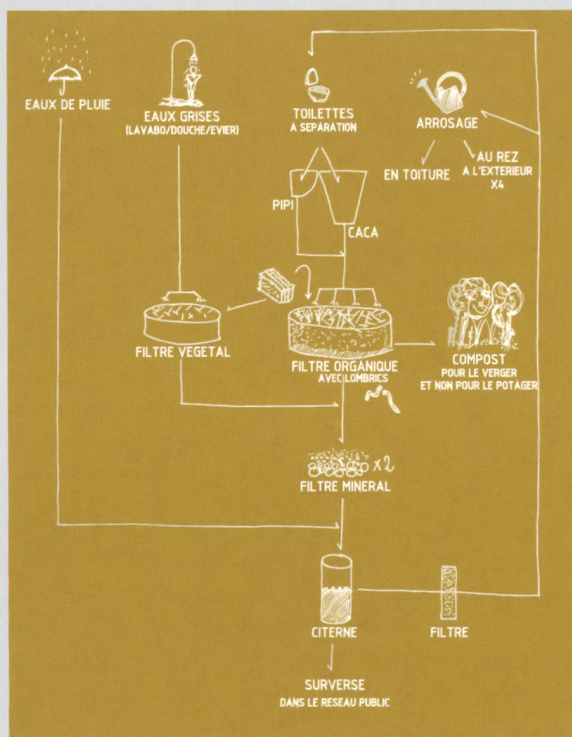 EAUX DE PLUIE
EAUX GRISES
(LAVABO/DOUCHE/EVIER)
TOILETTES
A SEPARATION
ARROSAGE
EN TOITURE
AU REZ
A L'EXTERIEUR
X4
PIPI
CACA
FILTRE VEGETAL
FILTRE ORGANIQUE
AVEC LOMBRICS
COMPOST
POUR LE VERGER
ET NON POUR LE POTAGER
X2
FILTRE MINERAL
CITERNE
FILTRE
SURVERSE
DANS LE RESEAU PUBLIC